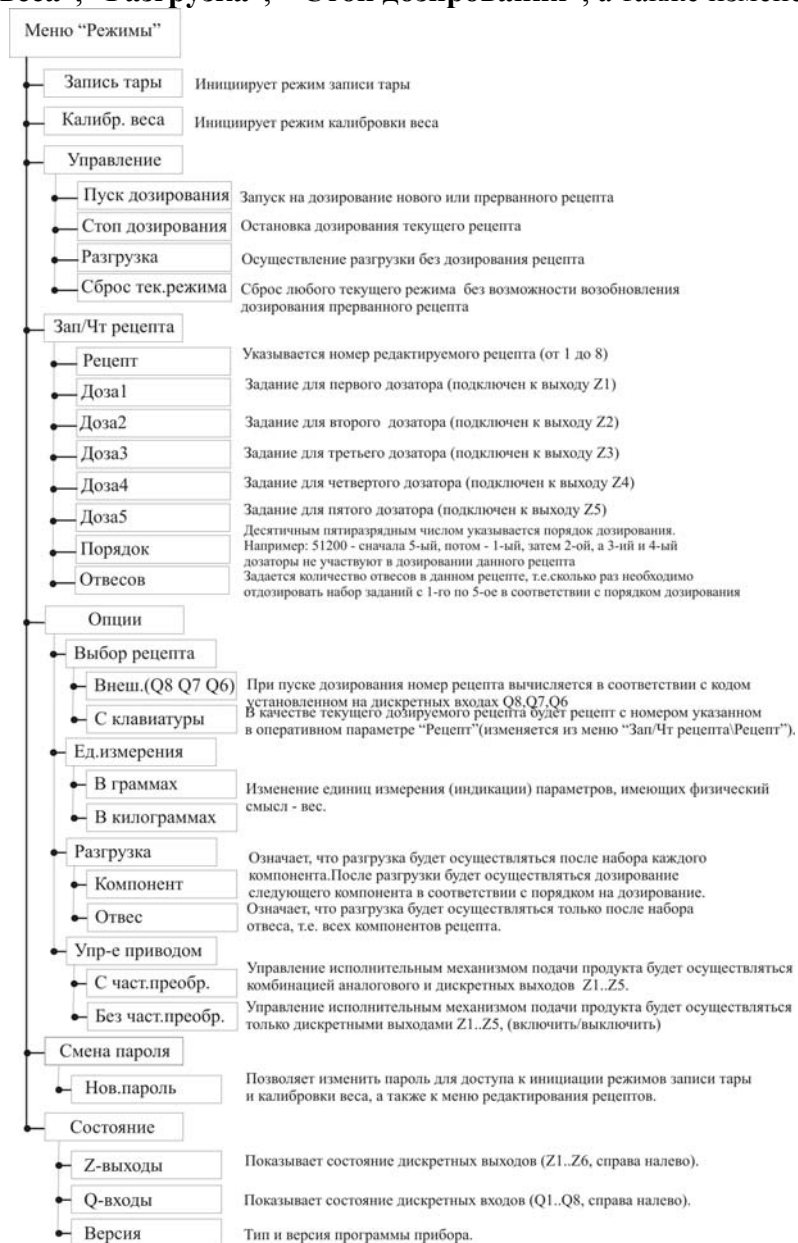 веса", "Разгрузка", "Стоп дозирования", а также измене
Меню “Режимы”
Запись тары Инициирует режим записи тары
Калибр. веса Инициирует режим калибровки веса
Управление
Пуск дозирования Запуск на дозирование нового или прерванного рецепта
Стоп дозирования Остановка дозирования текущего рецепта
Разгрузка Осуществление разгрузки без дозирования рецепта
Сброс тек.режима Сброс любого текущего режима без возможности возобновления
дозирования прерванного рецепта
Зап/Чт рецепта
Рецепт Указывается номер редактируемого рецепта (от 1 до 8)
Доза1 Задание для первого дозатора (подключен к выходу Z1)
Доза2 Задание для второго дозатора (подключен к выходу Z2)
Доза3 Задание для третьего дозатора (подключен к выходу Z3)
Доза4 Задание для четвертого дозатора (подключен к выходу Z4)
Доза5 Задание для пятого дозатора (подключен к выходу Z5)
Порядок Десятичным пятиразрядным числом указывается порядок дозирования.
Например: 51200 - сначала 5-ый, потом - 1-ый, затем 2-ой, а 3-ий и 4-ый
дозаторы не участвуют в дозировании данного рецепта
Отвесов Задается количество отвесов в данном рецепте, т.е.сколько раз необходимо
отдозировать набор заданий с 1-го по 5-ое в соответствии с порядком дозирования
Опции
Выбор рецепта
Внеш.(Q8 Q7 Q6) При пуске дозирования номер рецепта вычисляется в соответствии с кодом
установленном на дискретных входах Q8,Q7,Q6
С клавиатуры В качестве текущего дозируемого рецепта будет рецепт с номером указанном
в оперативном параметре “Рецепт”(изменяется из меню “Зап/Чт рецепта\Рецепт”).
Ед.измерения
В граммах Изменение единиц измерения (индикации) параметров, имеющих физический
смысл - вес.
В килограммах
Разгрузка
Компонент Означает, что разгрузка будет осуществляться после набора каждого
компонента.После разгрузки будет осуществляться дозирование
следующего компонента в соответствии с порядком на дозирование.
Отвес Означает, что разгрузка будет осуществляться только после набора
отвеса, т.е. всех компонентов рецепта.
Упр-е приводом
С част.преобр. Управление исполнительным механизмом подачи продукта будет осуществляться
комбинацией аналогового и дискретных выходов Z1..Z5.
Без част.преобр. Управление исполнительным механизмом подачи продукта будет осуществляться
только дискретными выходами Z1..Z5, (включить/выключить)
Смена пароля
Нов.пароль Позволяет изменить пароль для доступа к инициации режимов записи тары
и калибровки веса, а также к меню редактирования рецептов.
Состояние
Z-выходы Показывает состояние дискретных выходов (Z1..Z6, справа налево).
Q-входы Показывает состояние дискретных входов (Q1..Q8, справа налево).
Версия Тип и версия программы прибора.